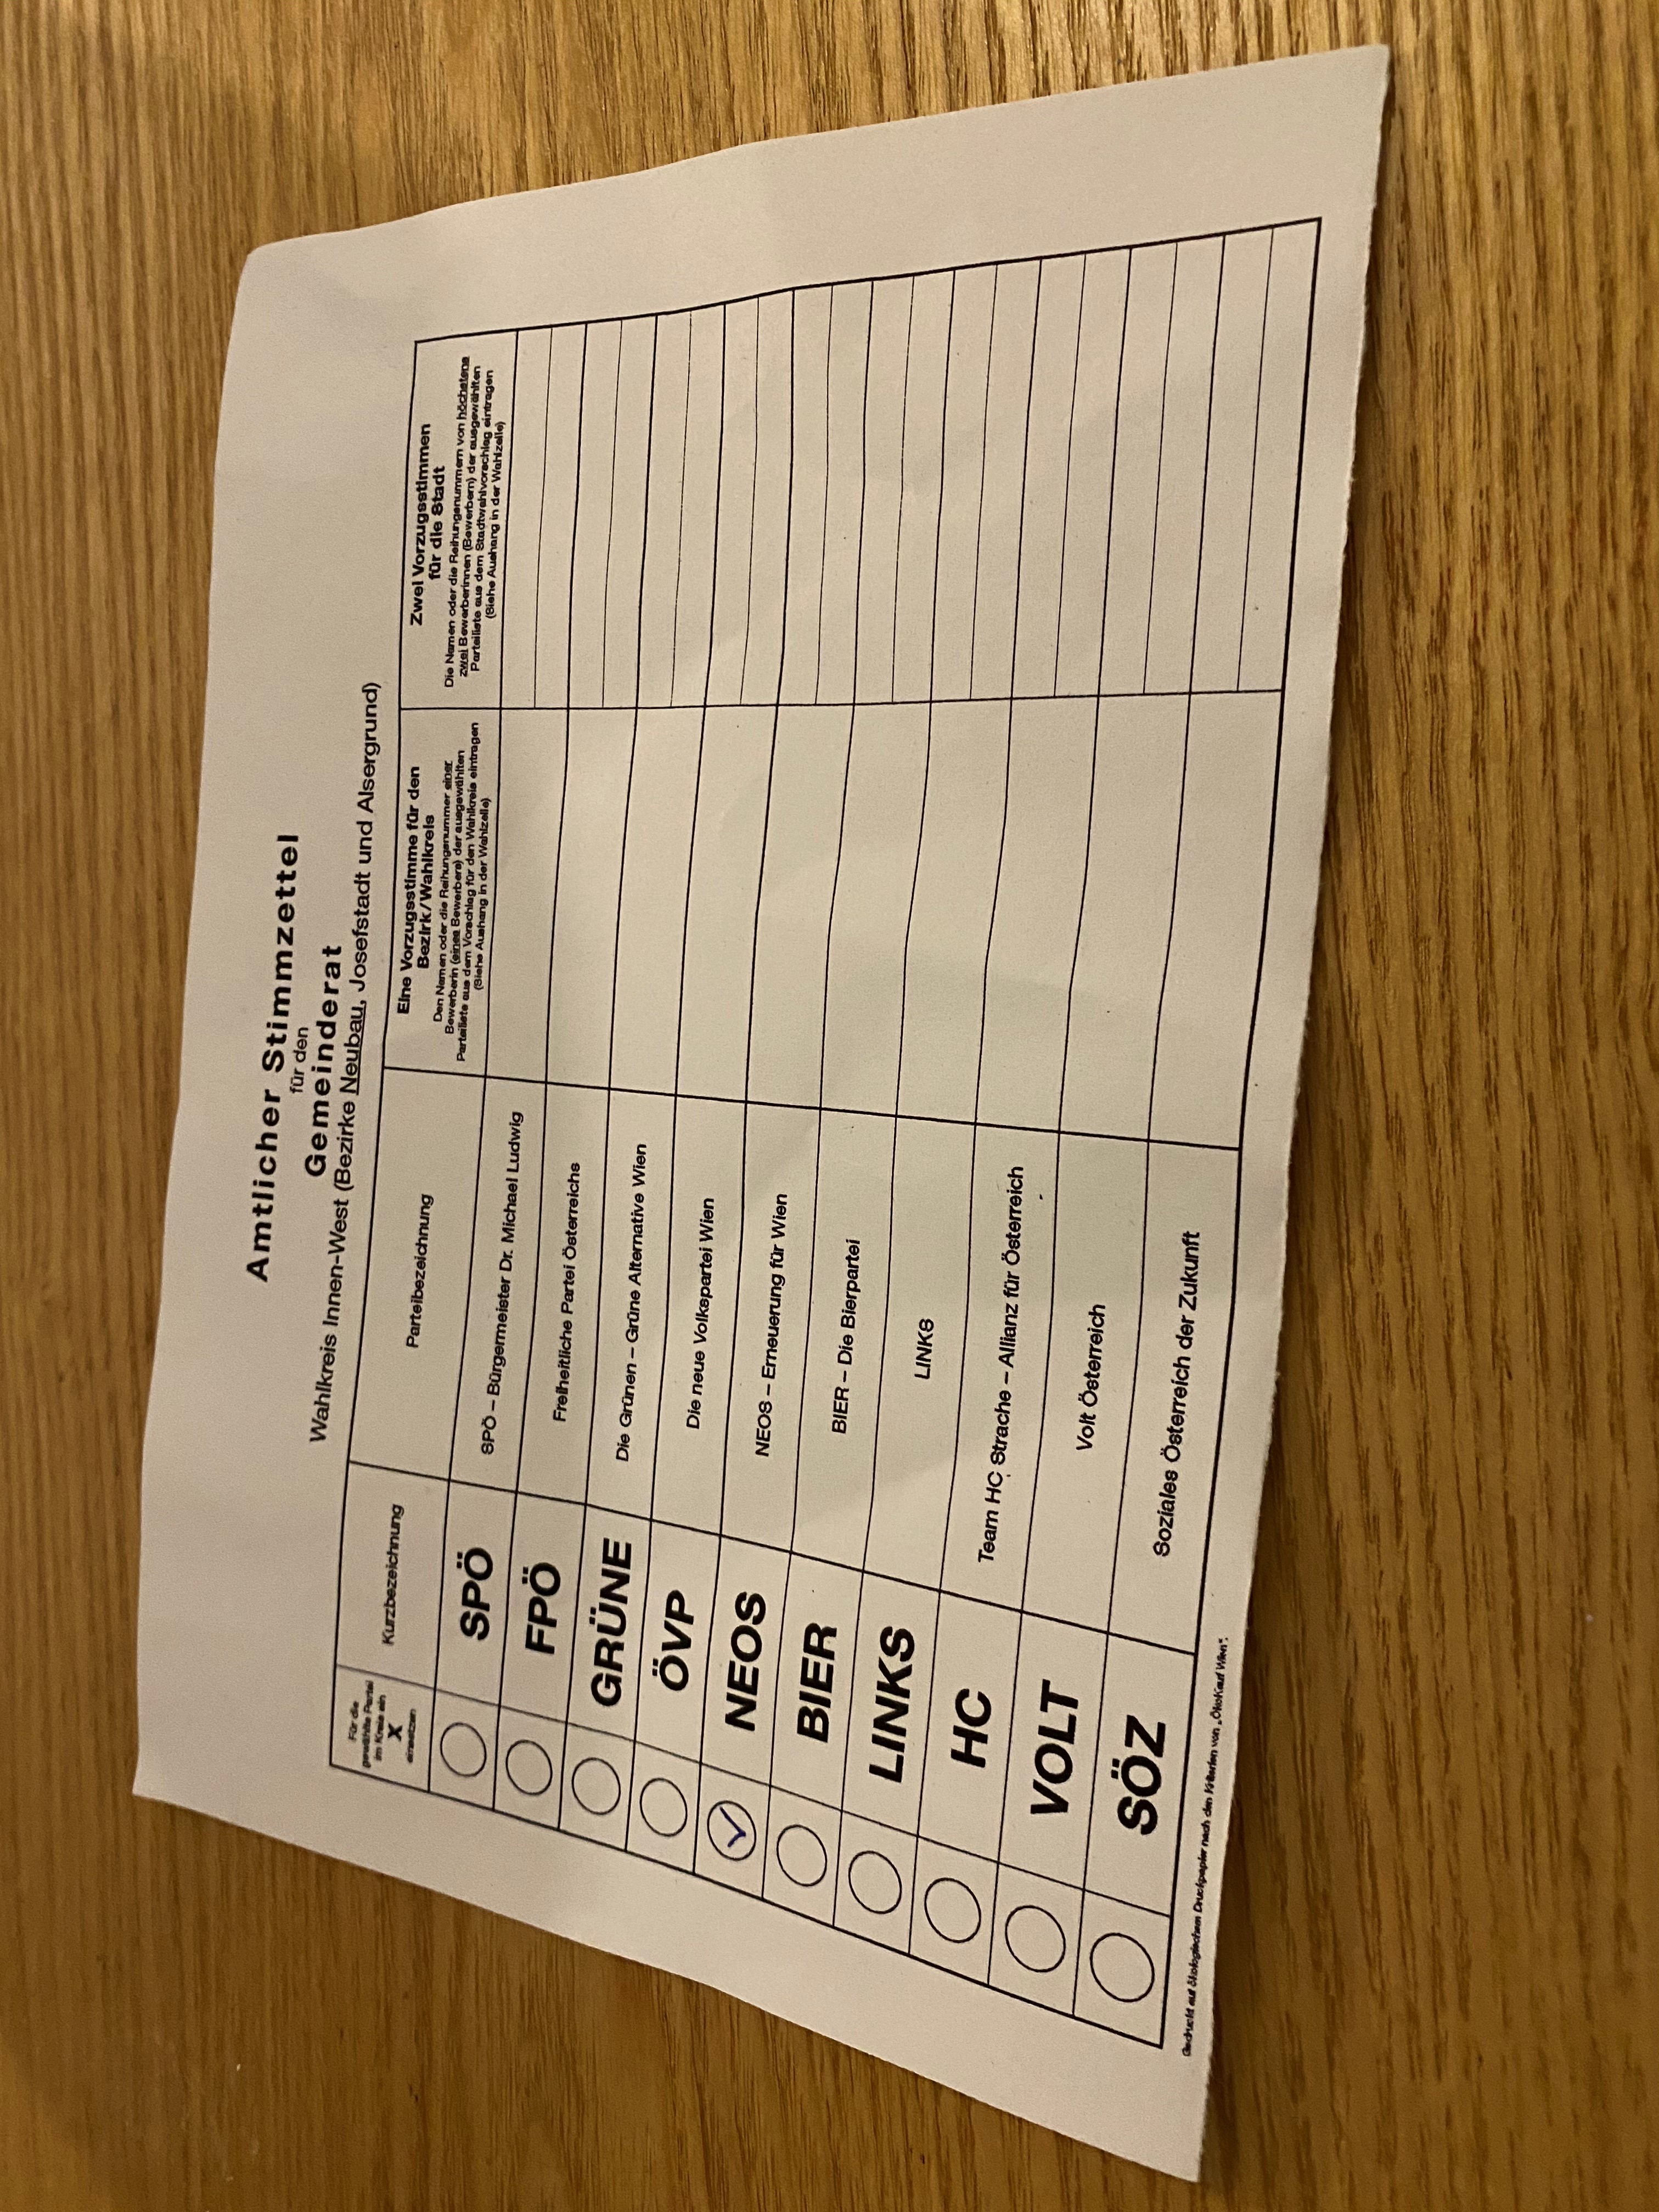 Amtlicher Stimmzettel
für den
Gemeinderat
Wahlkreis Innen-West (Bezirke Neubau, Josefstadt und Alsergrund)
Für die
gewählte Partei
im Kreis ein
X
einsetzen
Kurzbezeichnung
Parteibezeichnung
Eine Vorzugsstimme für den
Bezirk/Wahlkreis
Den Namen oder die Reihungsnummer einer
Bewerberin (eines Bewerbers) der ausgewählten
Parteiliste aus dem Vorschlag für den Wahlkreis eintragen
(Siehe Aushang in der Wahlzelle)
Zwei Vorzugsstimmen
für die Stadt
Die Namen oder die Reihungsnummern von höchstens
zwei Bewerberinnen (Bewerbern) der ausgewählten
Parteiliste aus dem Stadtwahlvorschlag eintragen
(Siehe Aushang in der Wahlzelle)
SPÖ SPÖ – Bürgermeister Dr. Michael Ludwig
FPÖ Freiheitliche Partei Österreichs
GRÜNE Die Grünen – Grüne Alternative Wien
ÖVP Die neue Volkspartei Wien
NEOS NEOS – Erneuerung für Wien
BIER BIER – Die Bierpartei
LINKS LINKS
HC Team HC Strache – Allianz für Österreich
VOLT Volt Österreich
SÖZ Soziales Österreich der Zukunft
Gedruckt auf ökologischem Druckpapier nach den Kriterien von „ÖkoKauf Wien“.